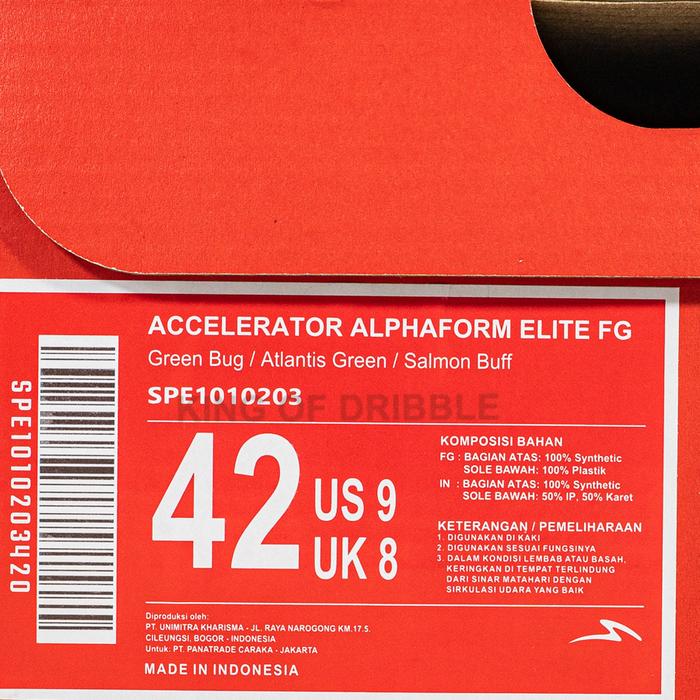 ACCELERATOR ALPHAFORM ELITE FG
Green Bug / Atlantis Green / Salmon Buff
SPE1010203
KING OF DRIBBLE
SPE1010203420
42
US 9
UK 8
KOMPOSISI BAHAN
FG : BAGIAN ATAS: 100% Synthetic
SOLE BAWAH: 100% Plastik
IN : BAGIAN ATAS: 100% Synthetic
SOLE BAWAH: 50% IP, 50% Karet
KETERANGAN / PEMELIHARAAN
1. DIGUNAKAN DI KAKI
2. DIGUNAKAN SESUAI FUNGSINYA
3. DALAM KONDISI LEMBAB ATAU BASAH,
KERINGKAN DI TEMPAT TERLINDUNG
DARI SINAR MATAHARI DENGAN
SIRKULASI UDARA YANG BAIK
Diproduksi oleh:
PT. UNIMITRA KHARISMA - JL. RAYA NAROGONG KM.17.5.
CILEUNGSI, BOGOR - INDONESIA
Untuk: PT. PANATRADE CARAKA - JAKARTA
MADE IN INDONESIA